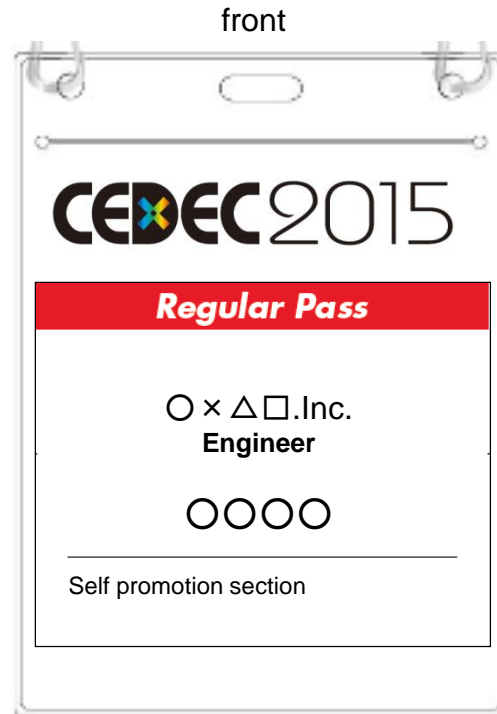 front
CEDEC2015
Regular Pass
○×△□.Inc.
Engineer
○○○○
Self promotion section